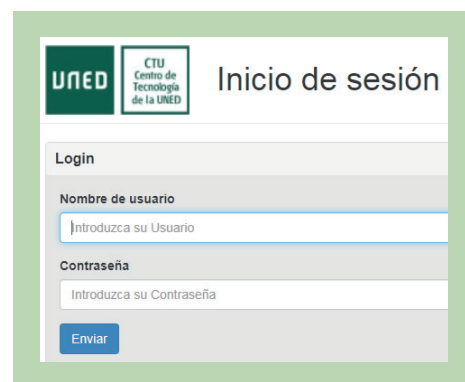 UNED
CTU
Centro de
Tecnología
de la UNED
Inicio de sesión
Login
Nombre de usuario
Introduzca su Usuario
Contraseña
Introduzca su Contraseña
Enviar